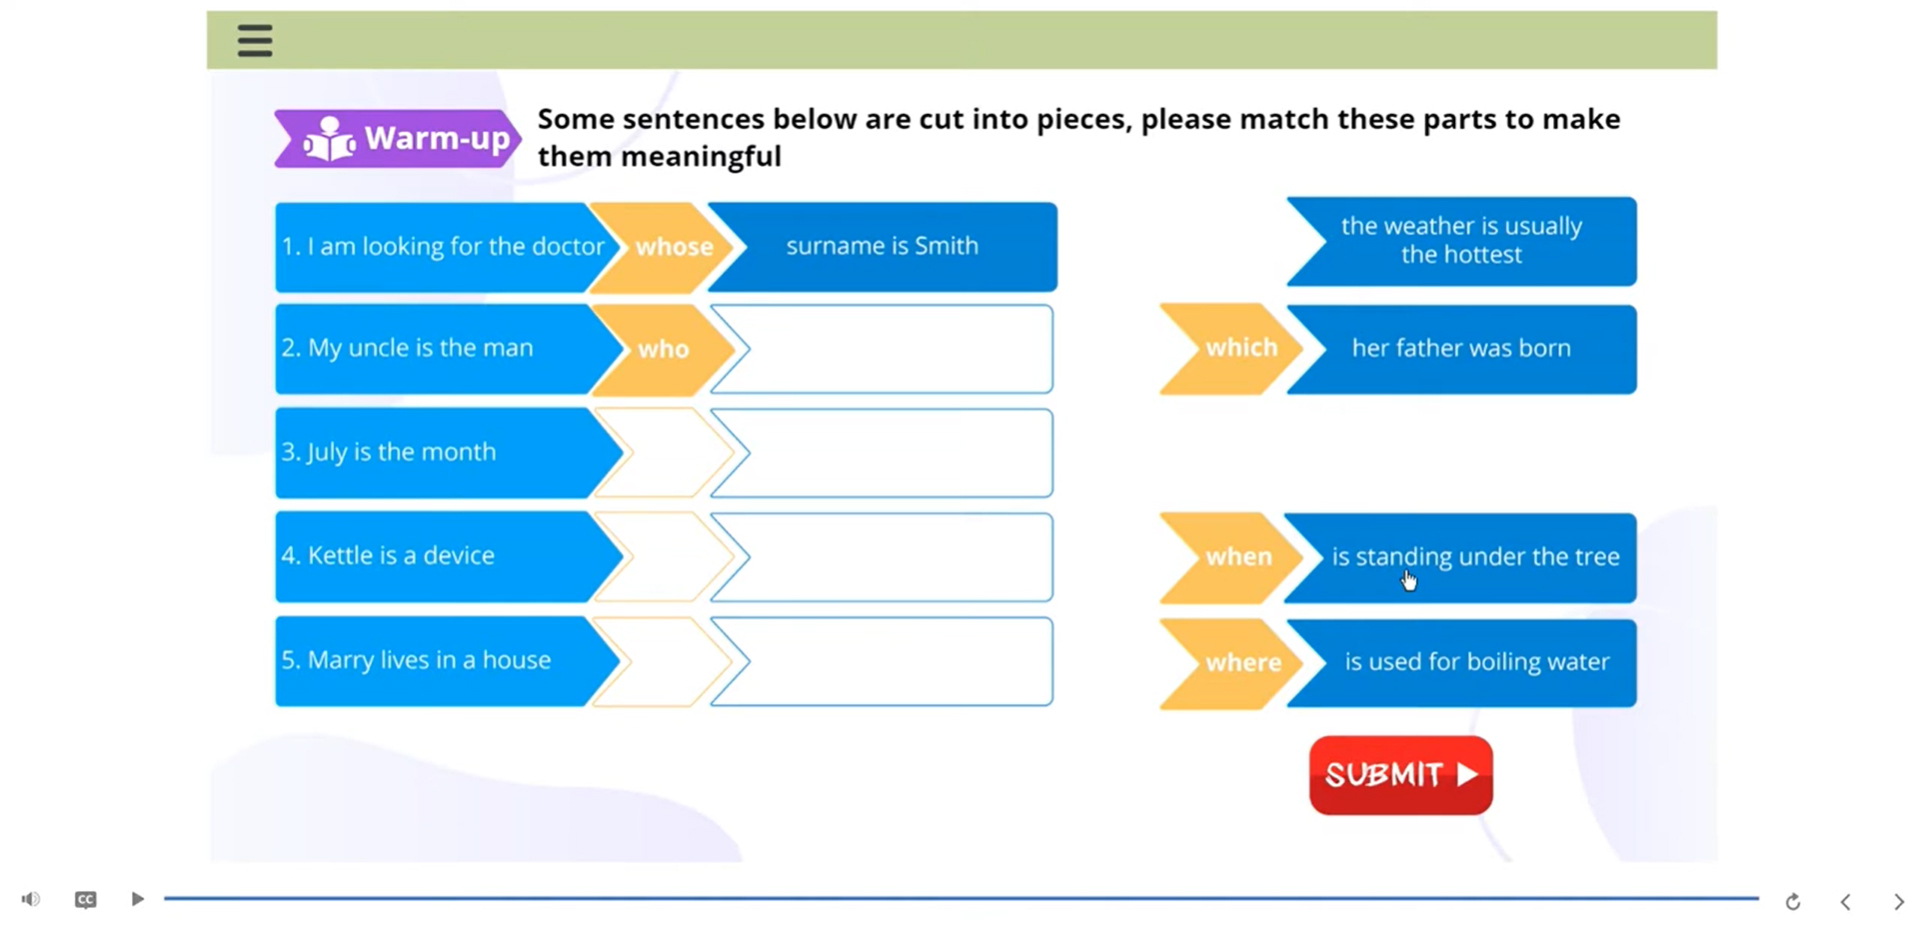 Warm-up
Some sentences below are cut into pieces, please match these parts to make
them meaningful
1. I am looking for the doctor
whose
surname is Smith
2. My uncle is the man
who
3. July is the month
4. Kettle is a device
5. Marry lives in a house
the weather is usually
the hottest
which
her father was born
when
is standing under the tree
where
is used for boiling water
SUBMIT
CC